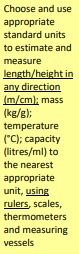 Choose and use
appropriate
standard units
to estimate and
measure
length/height in
any direction
(m/cm); mass
(kg/g);
temperature
(°C); capacity
(litres/ml) to
the nearest
appropriate
unit, using
rulers, scales,
thermometers
and measuring
vessels